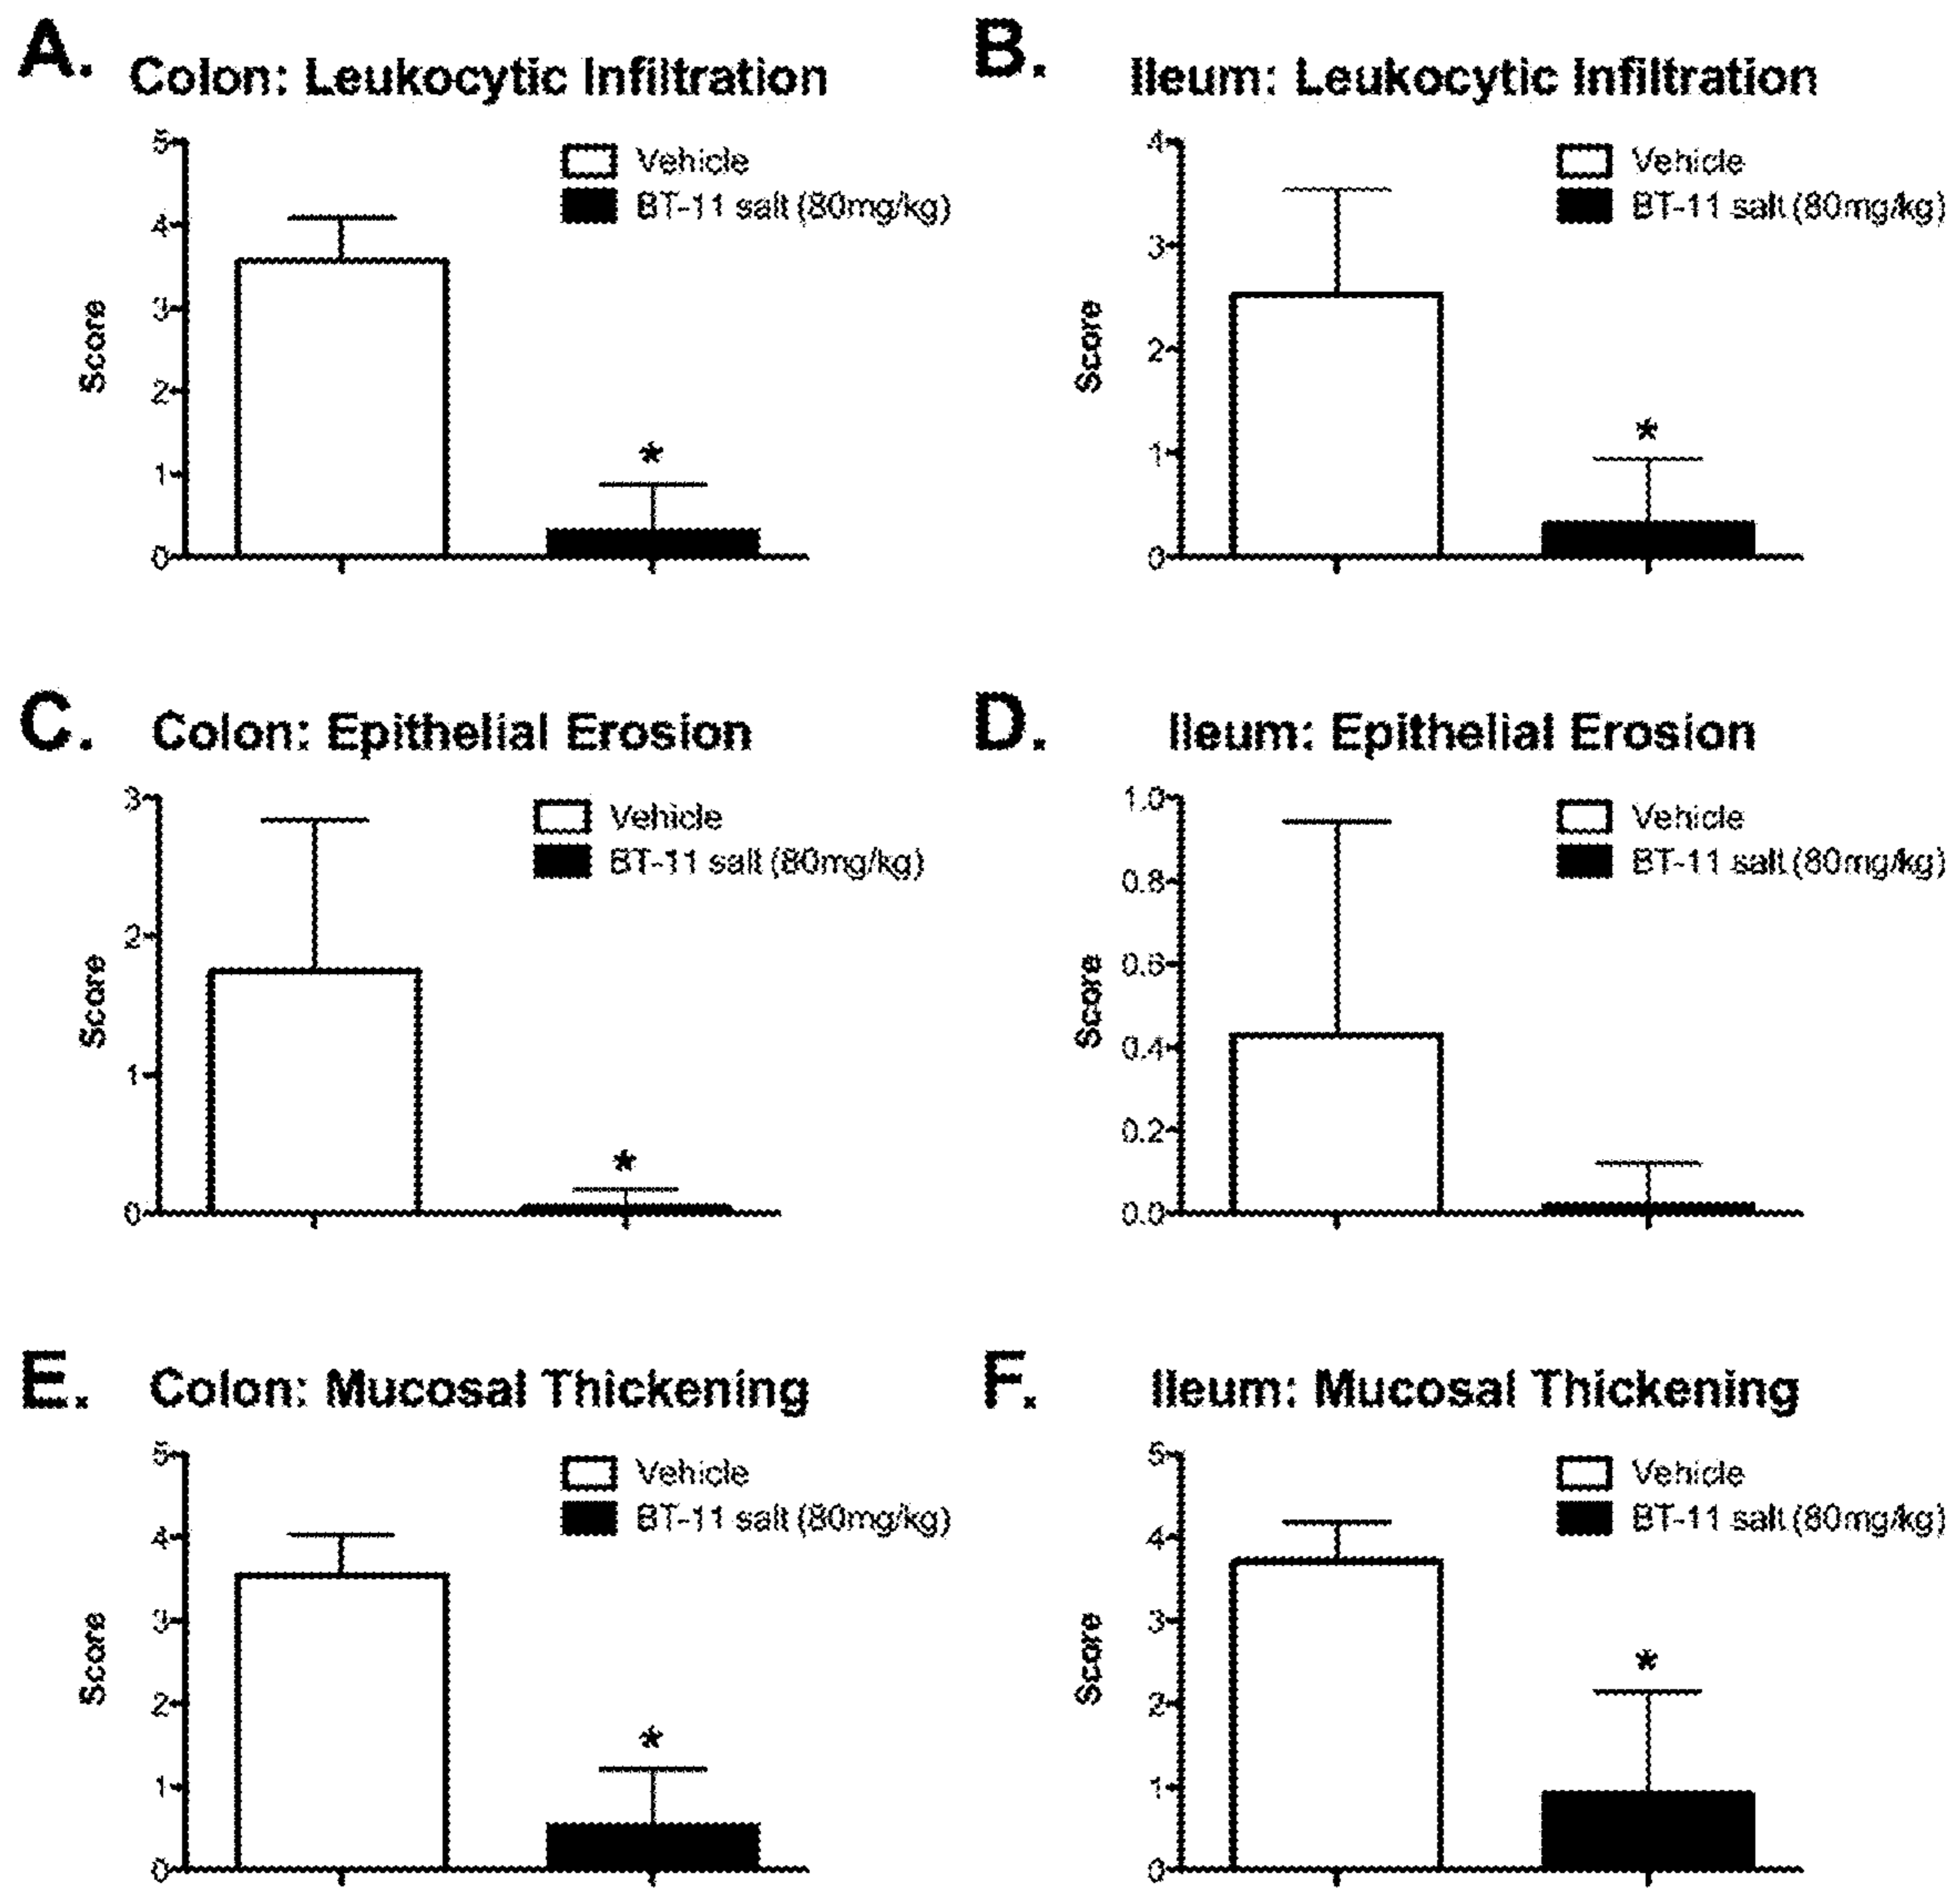 A.
Colon: Leukocytic Infiltration
Vehicle
BT-11 salt (80mg/kg)
5
4
3
2
1
0
Score
*
B.
Ileum: Leukocytic Infiltration
Vehicle
BT-11 salt (80mg/kg)
4
3
2
1
0
Score
*
C.
Colon: Epithelial Erosion
Vehicle
BT-11 salt (80mg/kg)
3
2
1
0
Score
*
D.
Ileum: Epithelial Erosion
Vehicle
BT-11 salt (80mg/kg)
1.0
0.8
0.6
0.4
0.2
0.0
Score
E.
Colon: Mucosal Thickening
Vehicle
BT-11 salt (80mg/kg)
5
4
3
2
1
0
Score
*
F.
Ileum: Mucosal Thickening
Vehicle
BT-11 salt (80mg/kg)
5
4
3
2
1
0
Score
*